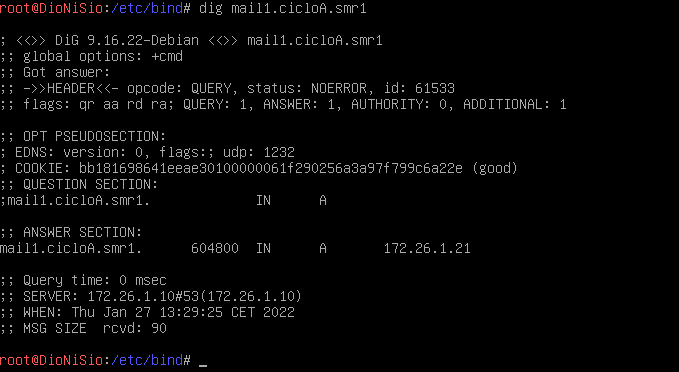 root@DioNiSio:/etc/bind# dig mail1.cicloA.smr1
; <<>> DiG 9.16.22-Debian <<>> mail1.cicloA.smr1
;; global options: +cmd
;; Got answer:
;; ->>HEADER<<- opcode: QUERY, status: NOERROR, id: 61533
;; flags: qr aa rd ra; QUERY: 1, ANSWER: 1, AUTHORITY: 0, ADDITIONAL: 1
;; OPT PSEUDOSECTION:
; EDNS: version: 0, flags:; udp: 1232
; COOKIE: bb181698641eeae30100000061f290256a3a97f799c6a22e (good)
;; QUESTION SECTION:
;mail1.cicloA.smr1. IN A
;; ANSWER SECTION:
mail1.cicloA.smr1. 604800 IN A 172.26.1.21
;; Query time: 0 msec
;; SERVER: 172.26.1.10#53(172.26.1.10)
;; WHEN: Thu Jan 27 13:29:25 CET 2022
;; MSG SIZE rcvd: 90
root@DioNiSio:/etc/bind# _